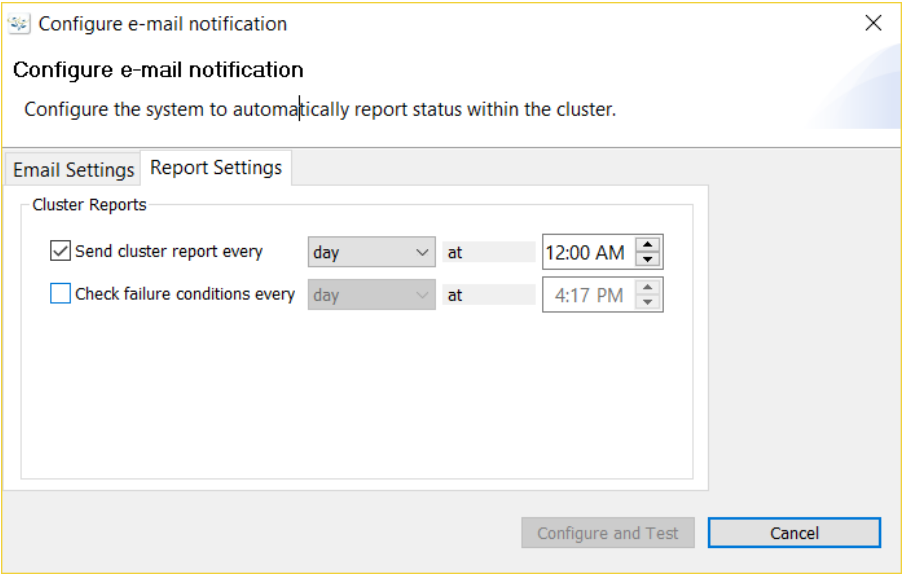 Configure e-mail notification
Configure e-mail notification
Configure the system to automatically report status within the cluster.
Email Settings Report Settings
Cluster Reports
Send cluster report every day at 12:00 AM
Check failure conditions every day at 4:17 PM
Configure and Test Cancel